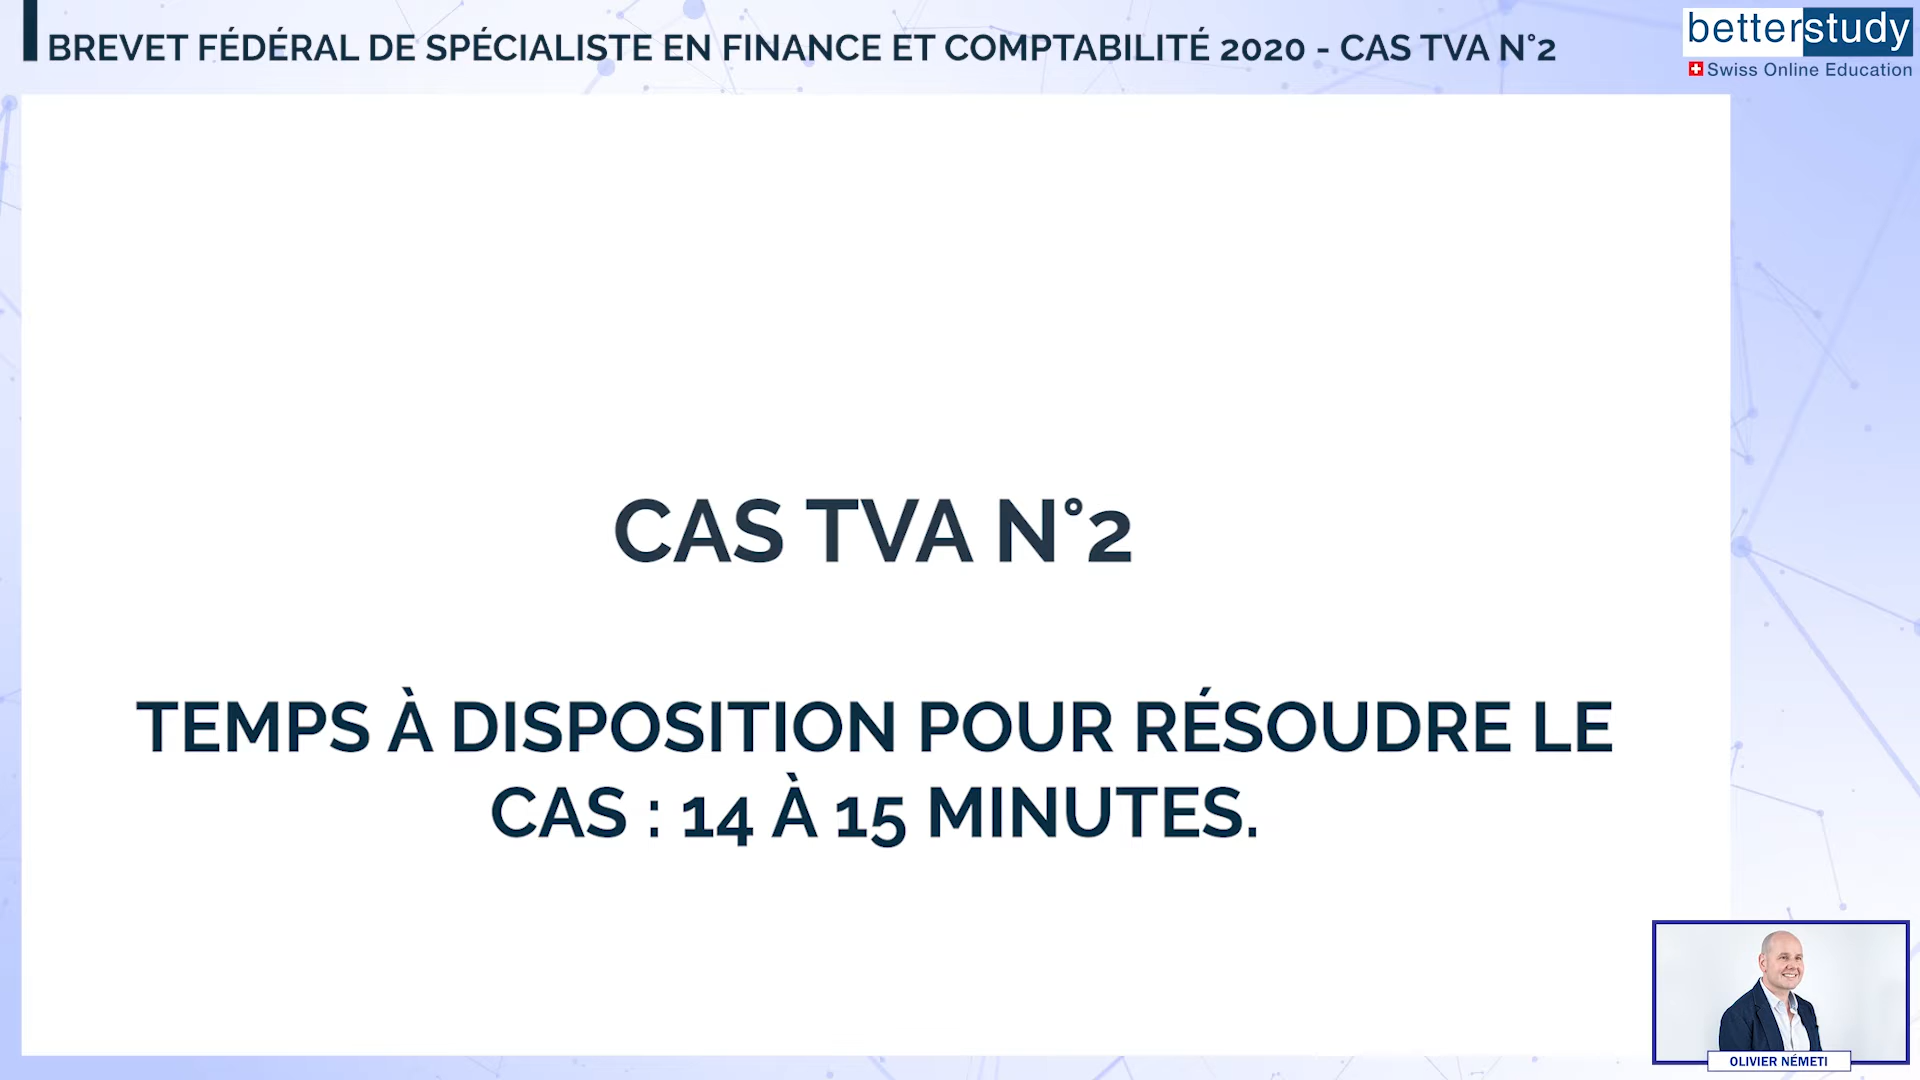 BREVET FÉDÉRAL DE SPÉCIALISTE EN FINANCE ET COMPTABILITÉ 2020 - CAS TVA N°2
betterstudy
Swiss Online Education
CAS TVA N°2
TEMPS À DISPOSITION POUR RÉSOUDRE LE
CAS : 14 À 15 MINUTES.
OLIVIER NÉMETI